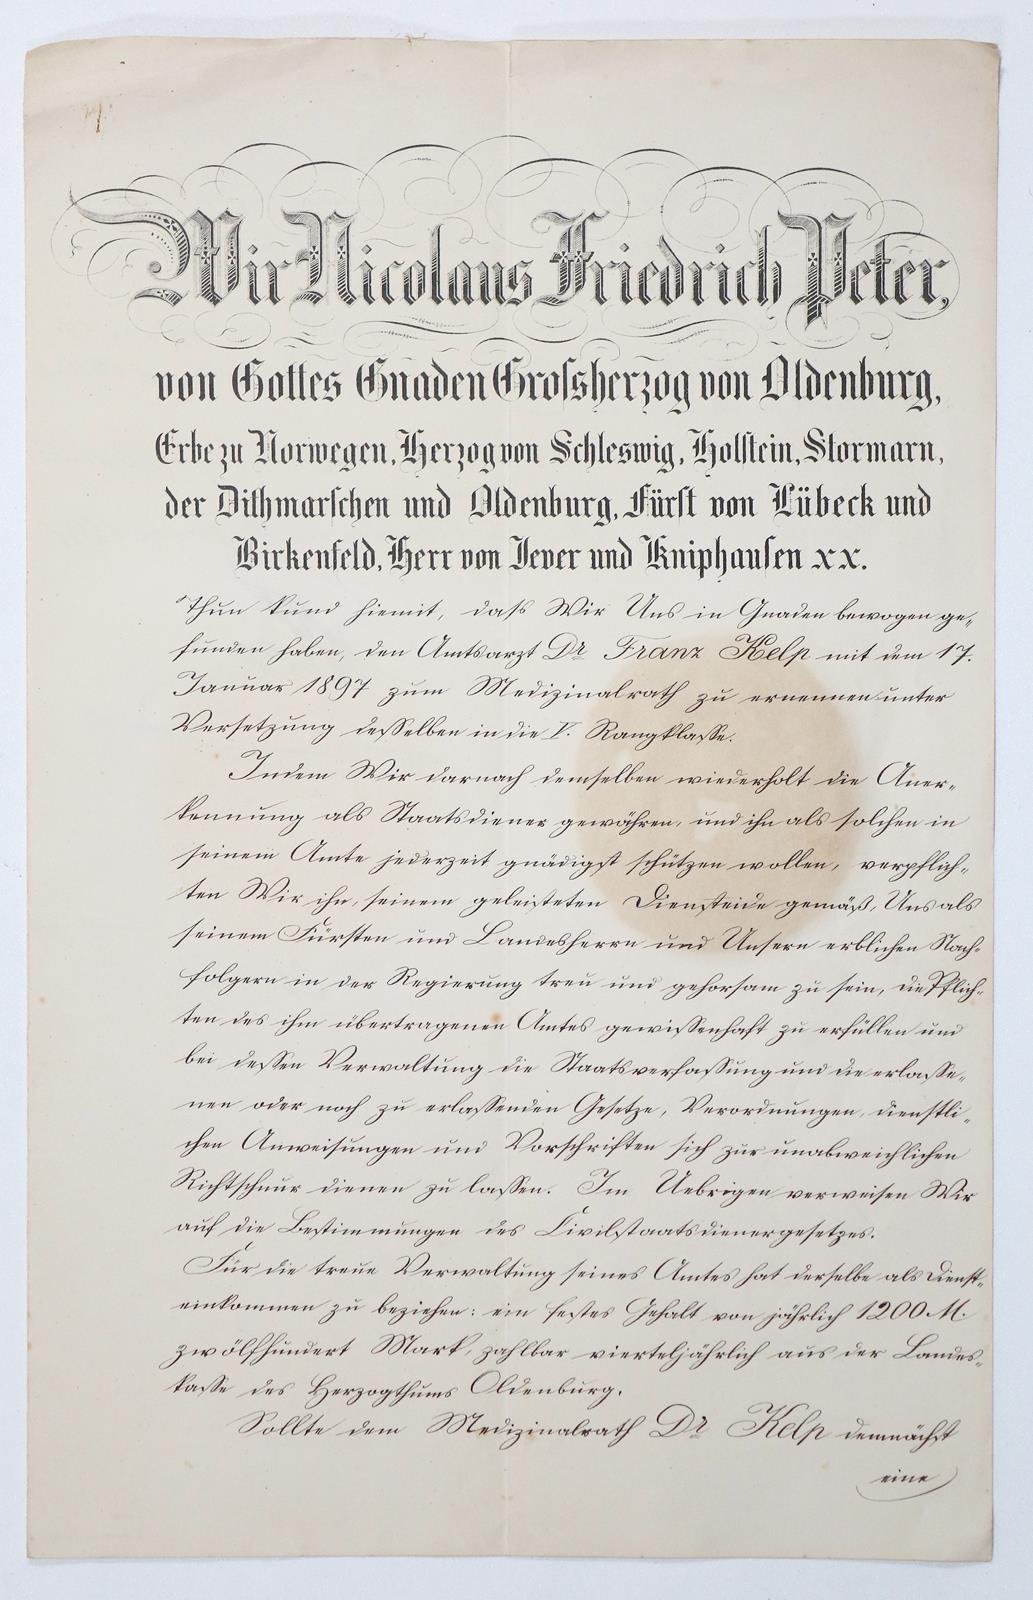 Wir Nicolaus Friedrich Peter,
von Gottes Gnaden Grossherzog von Oldenburg,
Erbe zu Norwegen, Herzog von Schleswig, Holstein, Stormarn,
der Dithmarschen und Oldenburg, Fürst von Lübeck und
Birkenfeld, Herr von Jever und Kniphausen xx.
Thun kund hiemit, daß Wir Uns in Gnaden bewogen ge-
funden haben, den Amtsarzt Dr Franz Kelp mit dem 17.
Januar 1897 zum Medizinalrath zu ernennen unter
Versetzung desselben in die V. Rangklasse.
Indem Wir darnach demselben wiederholt die Aner-
kennung als Staatsdiener gewähren, und ihn als solchen in
seinem Amte jederzeit gnädigst schützen wollen, verpflich-
ten Wir ihn, seinem geleisteten Diensteide gemäß, Uns als
seinem Fürsten und Landesherrn und Unsern erblichen Nach-
folgern in der Regierung treu und gehorsam zu sein, die Pflich-
ten des ihm übertragenen Amtes gewissenhaft zu erfüllen und
bei dessen Verwaltung die Staatsverfassung und die erlasse-
nen oder noch zu erlassenden Gesetze, Verordnungen, dienstli-
chen Anweisungen und Vorschriften sich zur unabweichlichen
Richtschnur dienen zu lassen. Im Uebrigen verweisen Wir
auf die Bestimmungen des Civilstaatsdienergesetzes.
Für die treue Verwaltung seines Amtes hat derselbe als Dienst-
einkommen zu beziehen: ein festes Gehalt von jährlich 1200 M.
zwölfhundert Mark, zahlbar vierteljährlich aus der Landes-
kasse des Herzogthums Oldenburg.
Sollte dem Medizinalrath Dr Kelp demnächst
eine